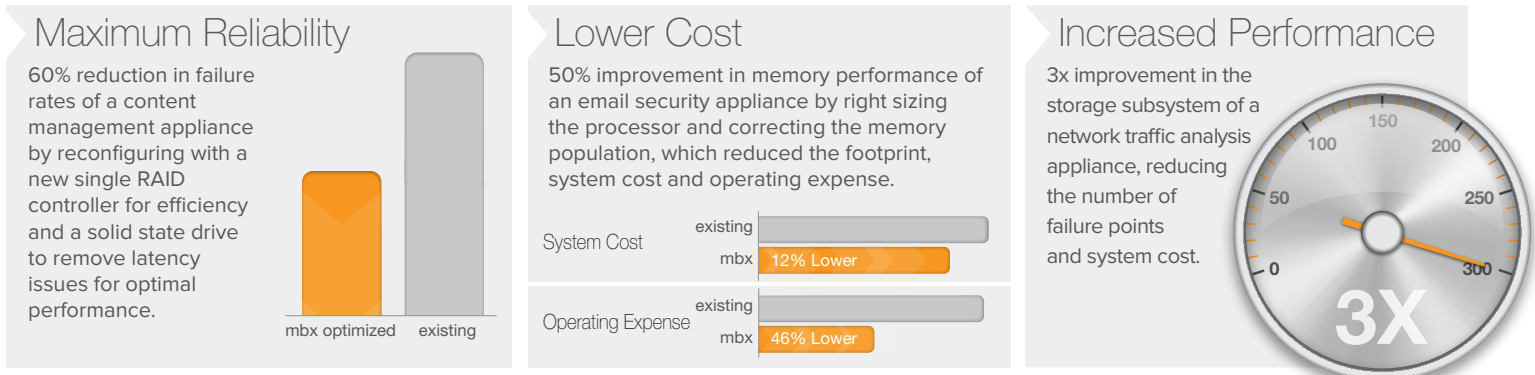 Maximum Reliability
60% reduction in failure
rates of a content
management appliance
by reconfiguring with a
new single RAID
controller for efficiency
and a solid state drive
to remove latency
issues for optimal
performance.
mbx optimized
existing
Lower Cost
50% improvement in memory performance of
an email security appliance by right sizing
the processor and correcting the memory
population, which reduced the footprint,
system cost and operating expense.
System Cost
existing
mbx
12% Lower
Operating Expense
existing
mbx
46% Lower
Increased Performance
3x improvement in the
storage subsystem of a
network traffic analysis
appliance, reducing
the number of
failure points
and system cost.
0
50
100
150
200
250
300
3X